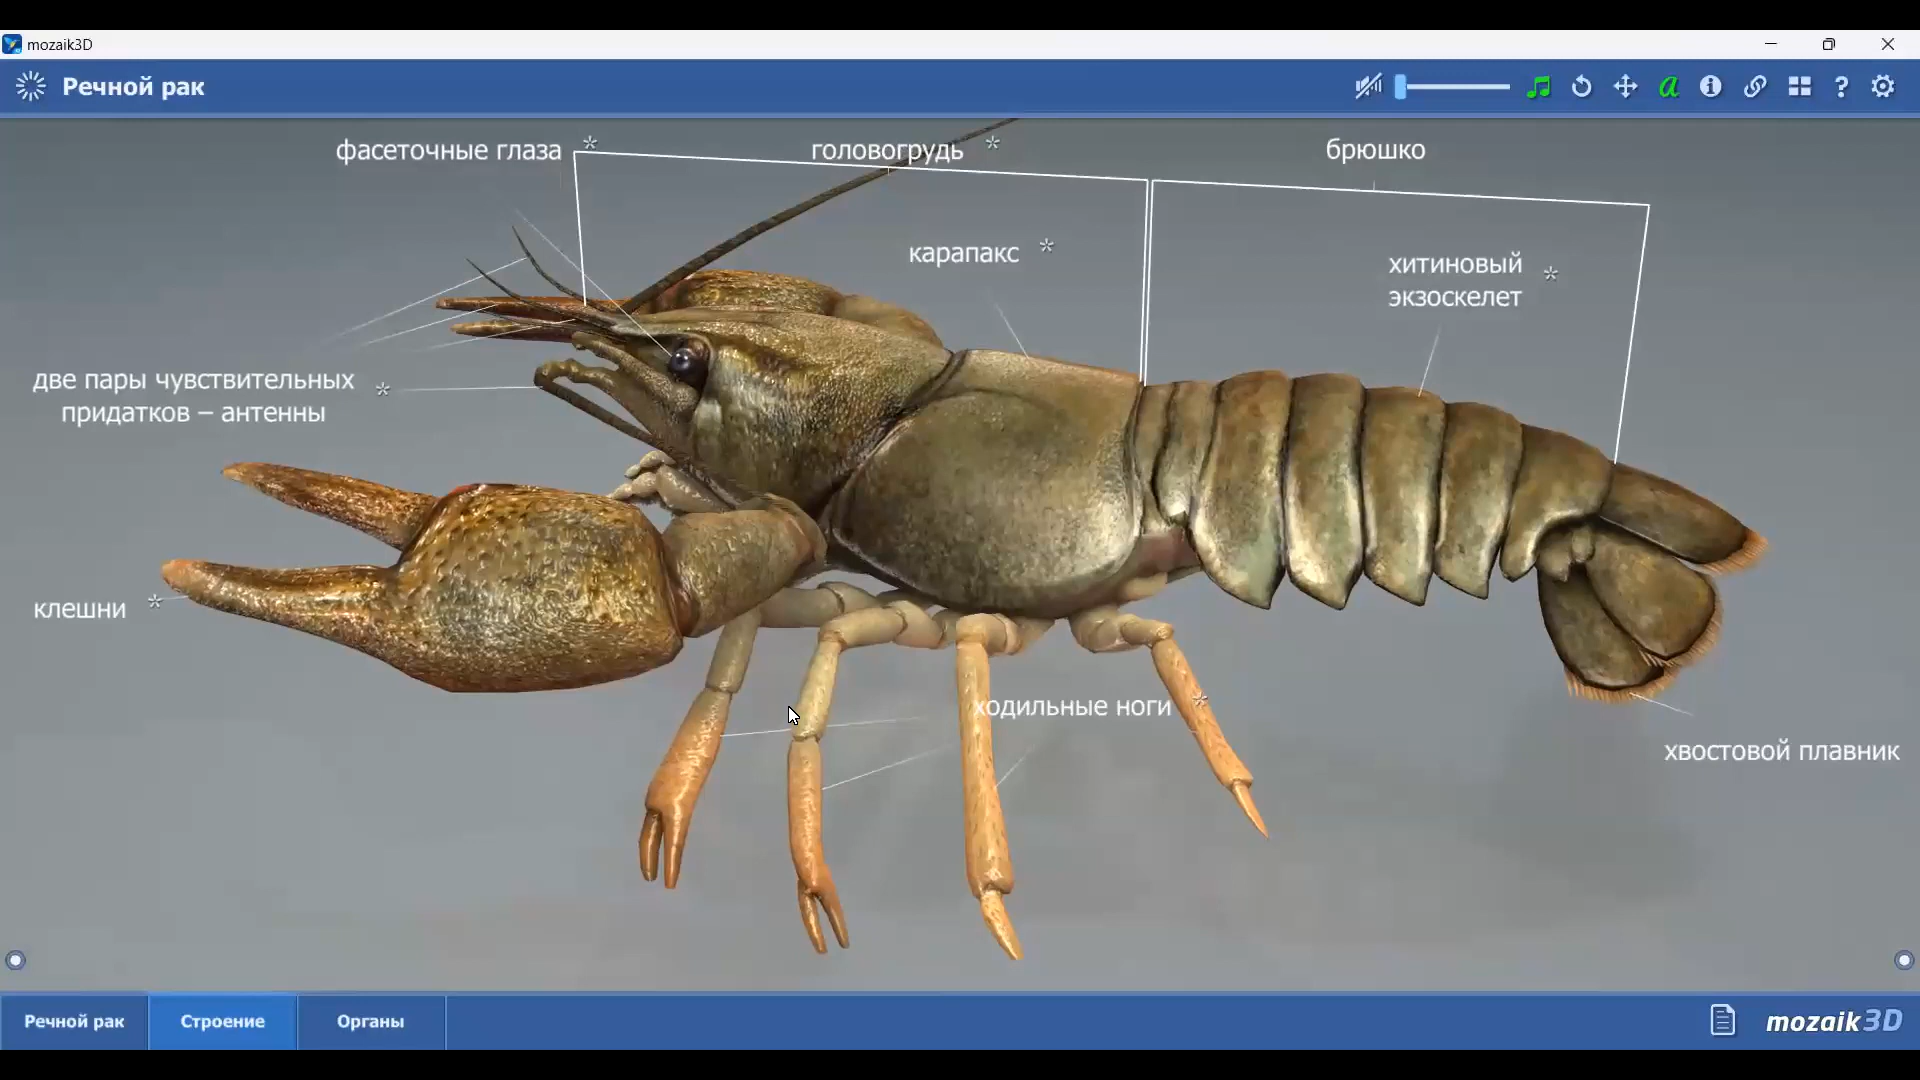 mozaik3D
Речной рак
фасеточные глаза *
головогрудь *
брюшко
карапакс *
хитиновый *
экзоскелет
две пары чувствительных *
придатков – антенны
клешни *
ходильные ноги *
хвостовой плавник
Речной рак
Строение
Органы
mozaik3D